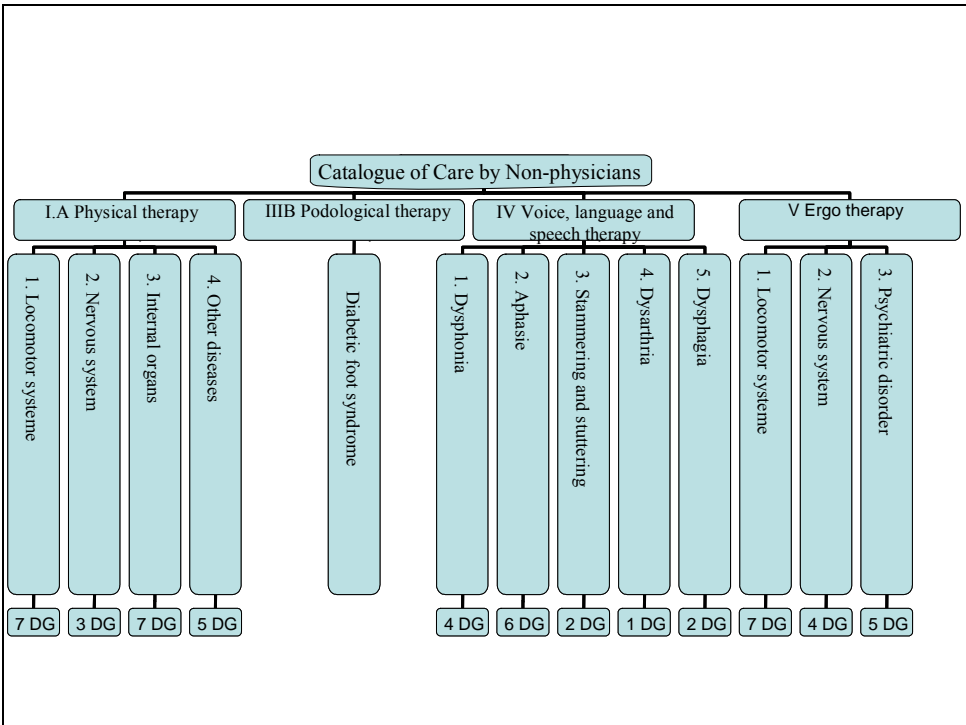 Catalogue of Care by Non-physicians
I.A Physical therapy
IIIB Podological therapy
IV Voice, language and
speech therapy
V Ergo therapy
1. Locomotor systeme
2. Nervous system
3. Internal organs
4. Other diseases
Diabetic foot syndrome
1. Dysphonia
2. Aphasie
3. Stammering and stuttering
4. Dysarthria
5. Dysphagia
1. Locomotor systeme
2. Nervous system
3. Psychiatric disorder
7 DG
3 DG
7 DG
5 DG
4 DG
6 DG
2 DG
1 DG
2 DG
7 DG
4 DG
5 DG